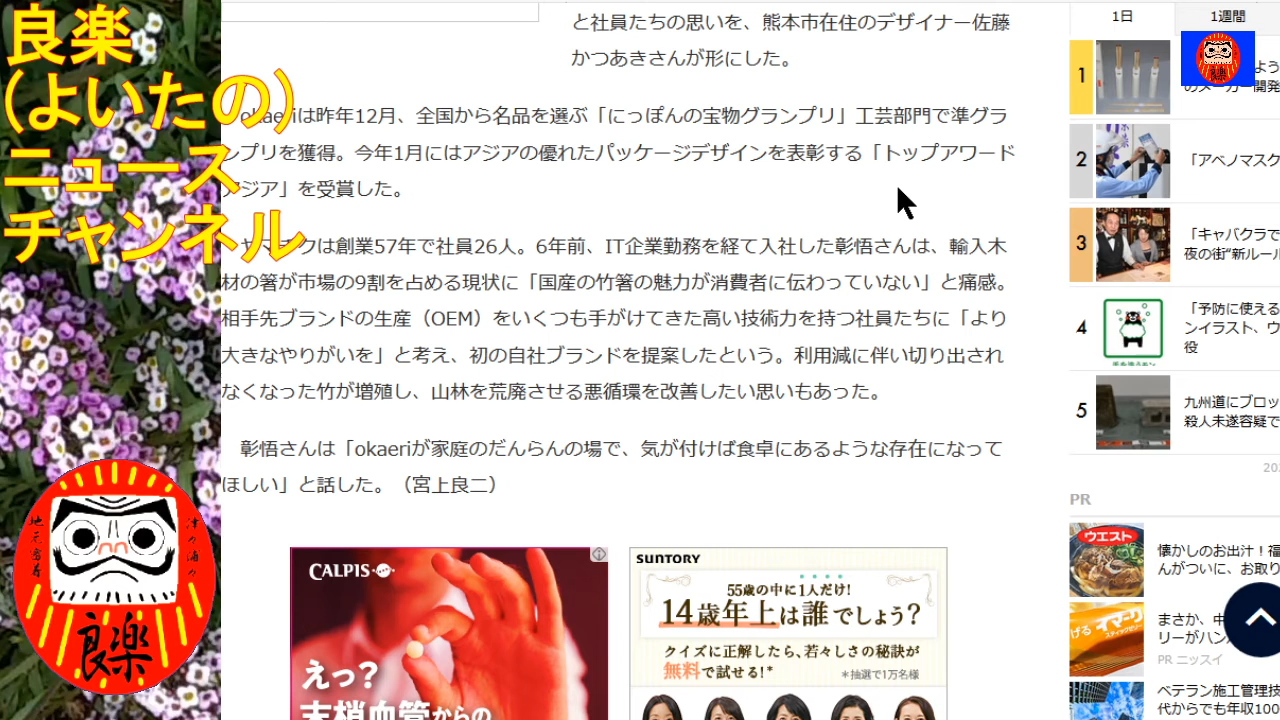 良楽
(よいたの)
ニュース
チャンネル
と社員たちの思いを、熊本市在住のデザイナー佐藤
かつあきさんが形にした。
okaeriは昨年12月、全国から名品を選ぶ「にっぽんの宝物グランプリ」工芸部門で準グラ
ンプリを獲得。今年1月にはアジアの優れたパッケージデザインを表彰する「トップアワード
アジア」を受賞した。
クは創業57年で社員26人。6年前、IT企業勤務を経て入社した彰悟さんは、輸入木
材の箸が市場の9割を占める現状に「国産の竹箸の魅力が消費者に伝わっていない」と痛感。
相手先ブランドの生産（OEM）をいくつも手がけてきた高い技術力を持つ社員たちに「より
大きなやりがいを」と考え、初の自社ブランドを提案したという。利用減に伴い切り出され
なくなった竹が増殖し、山林を荒廃させる悪循環を改善したい思いもあった。
彰悟さんは「okaeriが家庭のだんらんの場で、気が付けば食卓にあるような存在になって
ほしい」と話した。（宮上良二）
地元密着
津々浦々
良楽
CALPIS
えっ?
末梢血管からの
SUNTORY
55歳の中に1人だけ!
14歳年上は誰でしょう?
クイズに正解したら、若々しさの秘訣が
無料で試せる!*
*抽選で1万名様
1日
1週間
1
よう
のメーカー開発
2
「アベノマスク
3
「キャバクラで
夜の街"新ルール
4
「予防に使える
ンイラスト、ウ
役
5
九州道にブロッ
殺人未遂容疑で
202
PR
ウエスト
懐かしのお出汁！福
んがついに、お取り
まさか、中
リーがハン
PR ニッスイ
ベテラン施工管理技
代からでも年収100